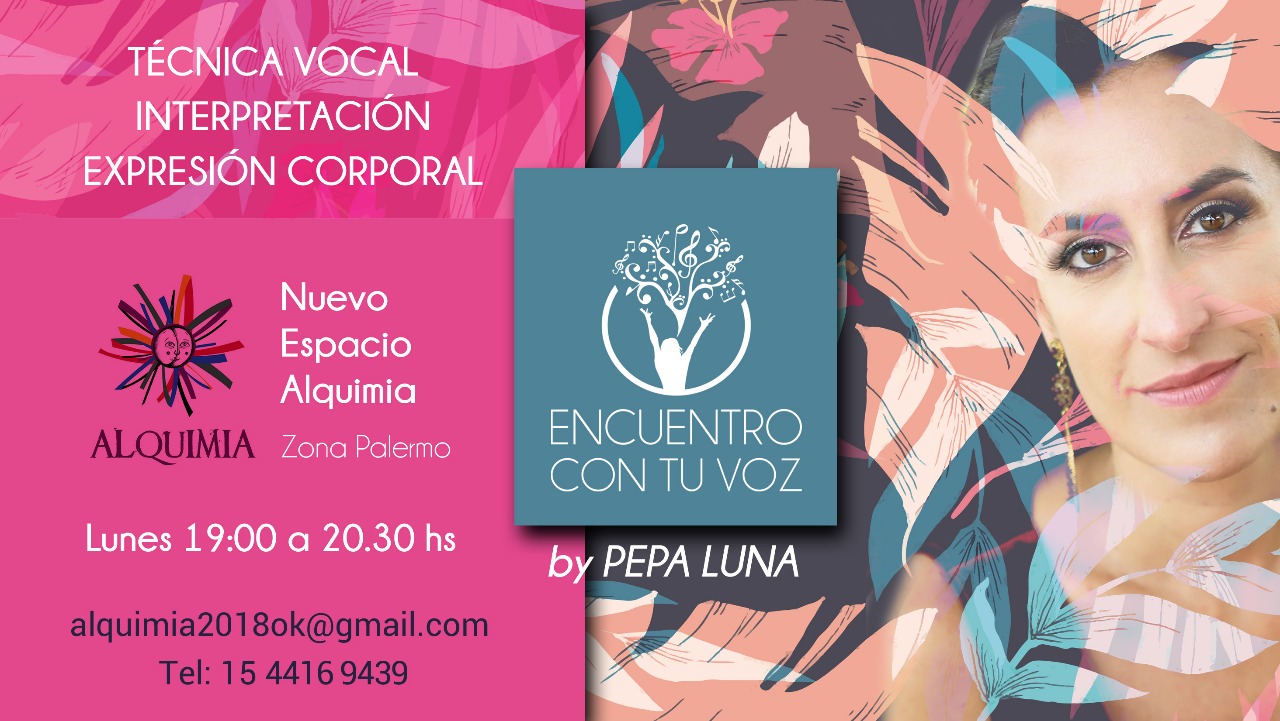 TÉCNICA VOCAL
INTERPRETACIÓN
EXPRESIÓN CORPORAL
ALQUIMIA
Nuevo
Espacio
Alquimia
Zona Palermo
Lunes 19:00 a 20.30 hs
alquimia2018ok@gmail.com
Tel: 15 4416 9439
ENCUENTRO
CON TU VOZ
by PEPA LUNA